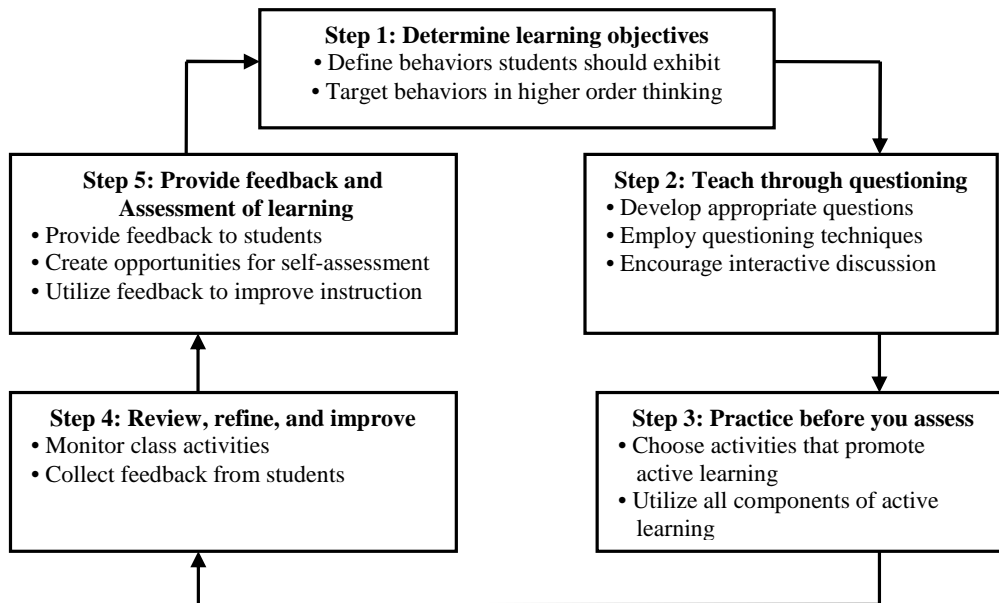 Step 1: Determine learning objectives
• Define behaviors students should exhibit
• Target behaviors in higher order thinking
Step 2: Teach through questioning
• Develop appropriate questions
• Employ questioning techniques
• Encourage interactive discussion
Step 3: Practice before you assess
• Choose activities that promote
active learning
• Utilize all components of active
learning
Step 4: Review, refine, and improve
• Monitor class activities
• Collect feedback from students
Step 5: Provide feedback and
Assessment of learning
• Provide feedback to students
• Create opportunities for self-assessment
• Utilize feedback to improve instruction